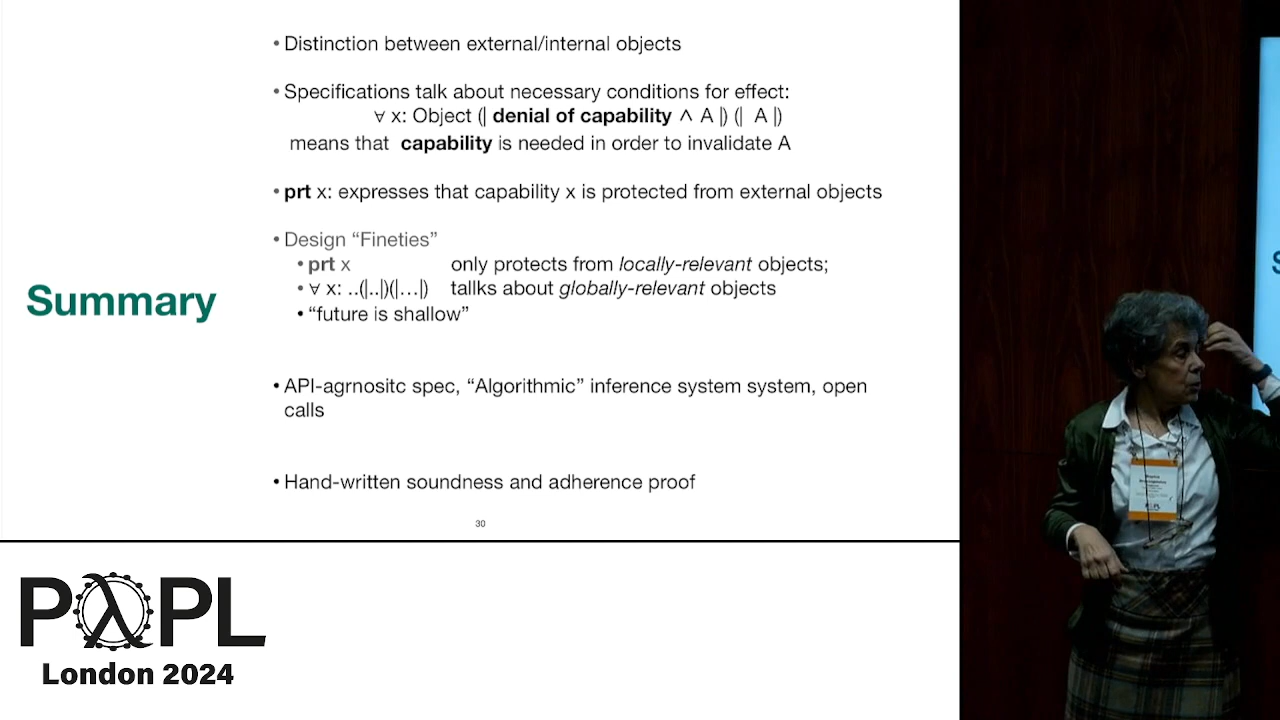 • Distinction between external/internal objects
• Specifications talk about necessary conditions for effect:
∀ x: Object (| denial of capability ∧ A |) (| A |)
means that capability is needed in order to invalidate A
• prt x: expresses that capability x is protected from external objects
• Design “Fineties”
• prt x only protects from locally-relevant objects;
• ∀ x: ..(|..|)(|…|) tallks about globally-relevant objects
• “future is shallow”
Summary
• API-agrnositc spec, “Algorithmic” inference system system, open
calls
• Hand-written soundness and adherence proof
30
PλPL
London 2024